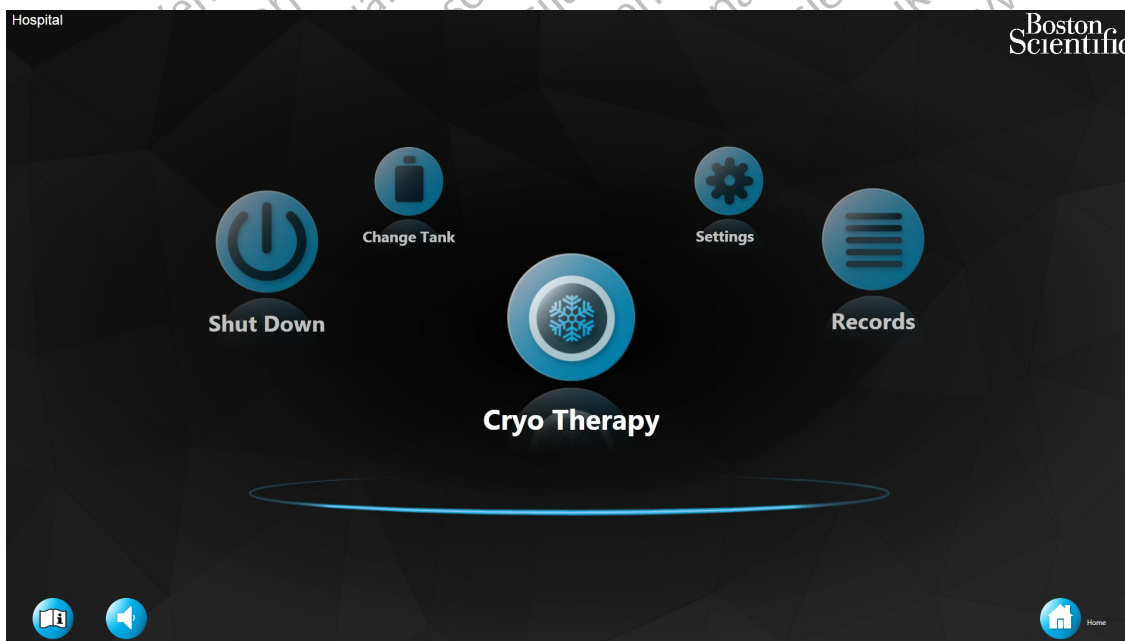 Hospital
Boston
Scientific
Change Tank
Settings
Shut Down
Records
Cryo Therapy
Home